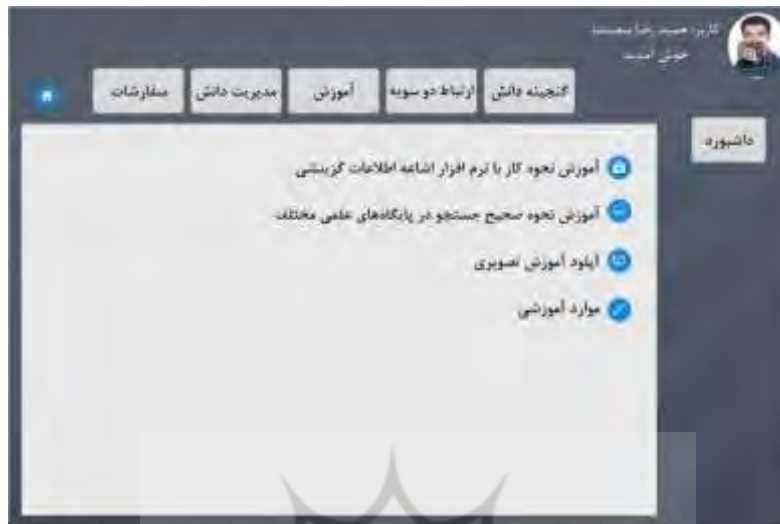 کاربر: حمید رضا
خوش آمدید
گنجینه دانش
ارتباط دو سویه
آموزش
مدیریت دانش
سفارشات
داشبورد
آموزش نحوه کار با نرم افزار اشاعه اطلاعات گزینشی
آموزش نحوه صحیح جستجو در پایگاه‌های علمی مختلف
آپلود آموزش تصویری
موارد آموزشی